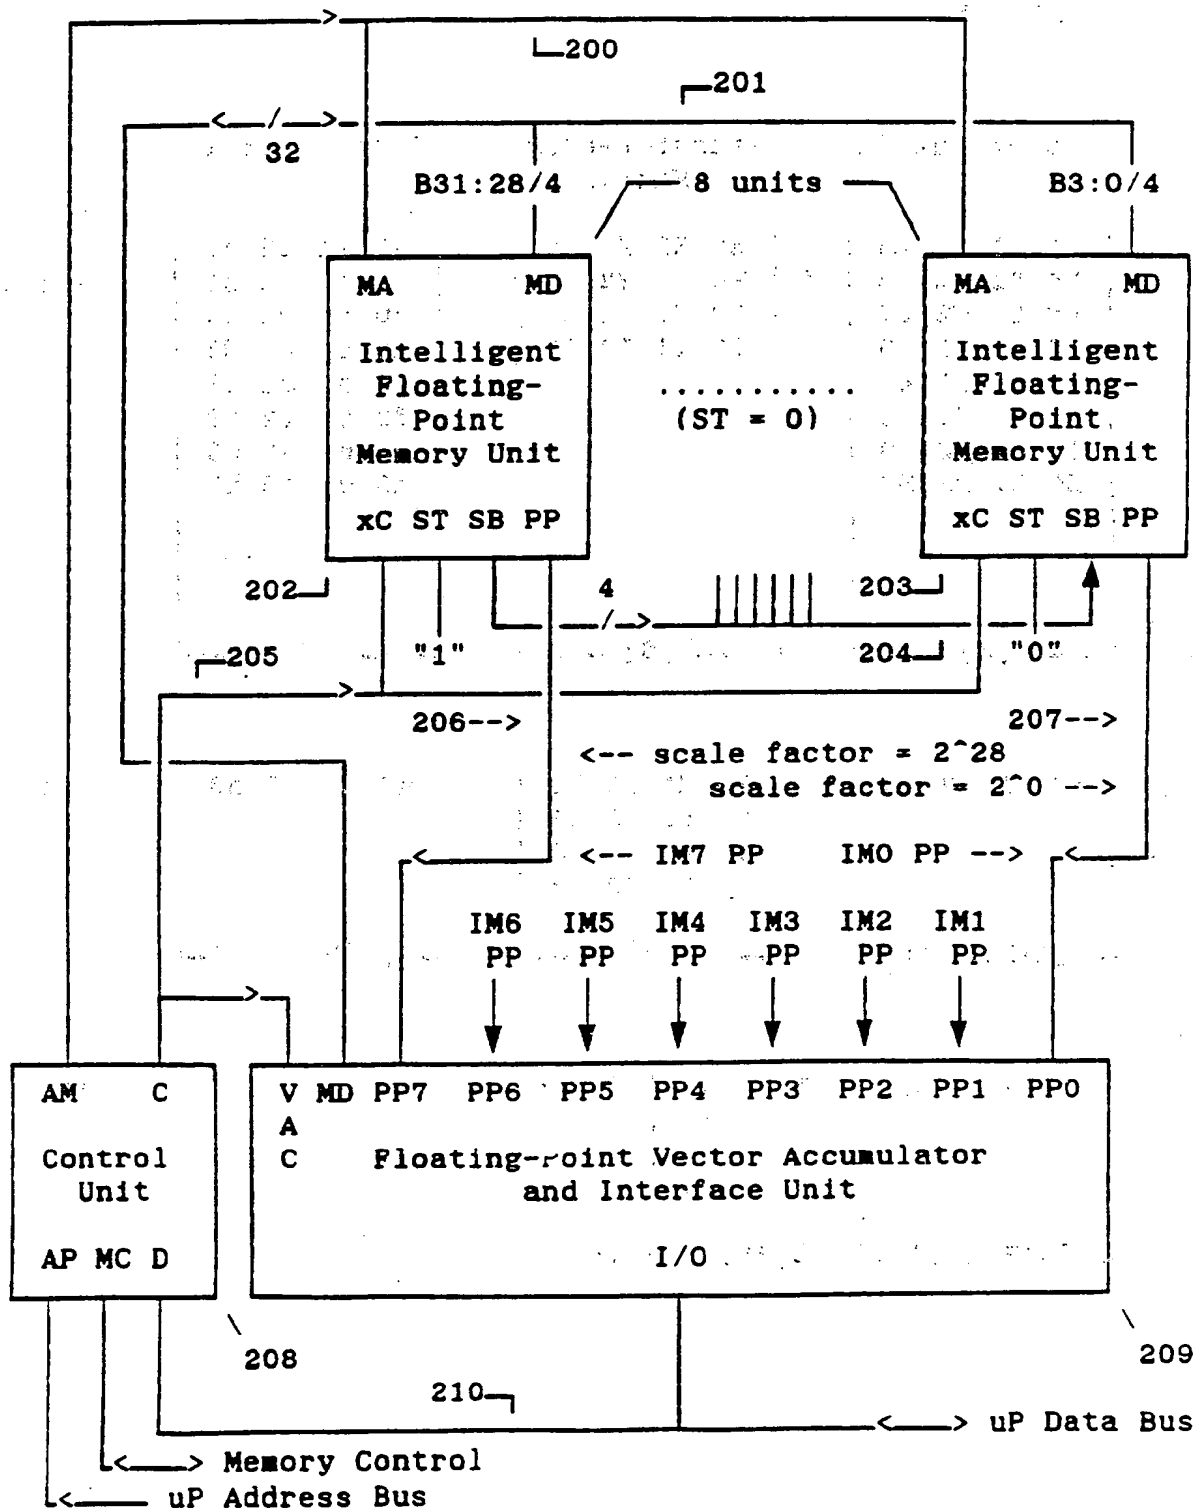 200
201
32
B31:28/4
8 units
B3:0/4
MA MD
Intelligent
Floating-
Point
Memory Unit
xC ST SB PP
...........
(ST = 0)
MA MD
Intelligent
Floating-
Point
Memory Unit
xC ST SB PP
202
4
203
205
"1"
204
"0"
206-->
207-->
<-- scale factor = 2^28
scale factor = 2^0 -->
<-- IM7 PP IM0 PP -->
IM6 PP
IM5 PP
IM4 PP
IM3 PP
IM2 PP
IM1 PP
AM C
Control
Unit
AP MC D
VAC MD PP7 PP6 PP5 PP4 PP3 PP2 PP1 PP0
Floating-Point Vector Accumulator
and Interface Unit
I/O
208
209
210
<--> uP Data Bus
<--> Memory Control
<-- uP Address Bus